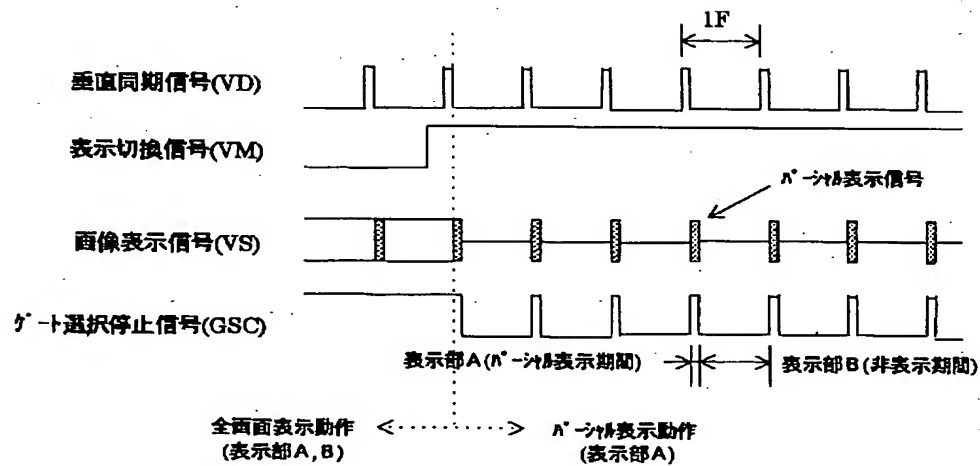 1F
垂直同期信号(VD)
表示切換信号(VM)
パーシャル表示信号
画像表示信号(VS)
ゲート選択停止信号(GSC)
表示部A(パーシャル表示期間)
表示部B(非表示期間)
全画面表示動作
(表示部A,B)
パーシャル表示動作
(表示部A)